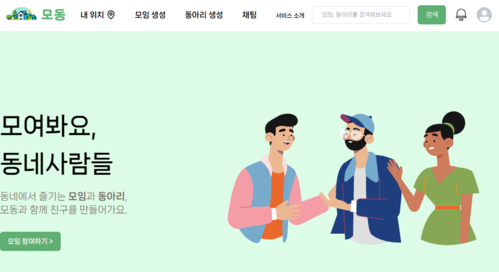 모동
내 위치
모임 생성
동아리 생성
채팅
서비스 소개
모임, 동아리를 검색해보세요
검색
모여봐요,
동네사람들
동네에서 즐기는 모임과 동아리,
모동과 함께 친구를 만들어가요.
모임 참여하기 >